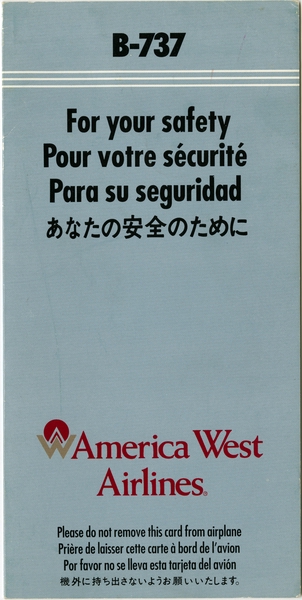 B-737
For your safety
Pour votre sécurité
Para su seguridad
あなたの安全のために
America West
Airlines®
Please do not remove this card from airplane
Prière de laisser cette carte à bord de l'avion
Por favor no se lleva esta tarjeta del avión
機外に持ち出さないようお願いいたします。